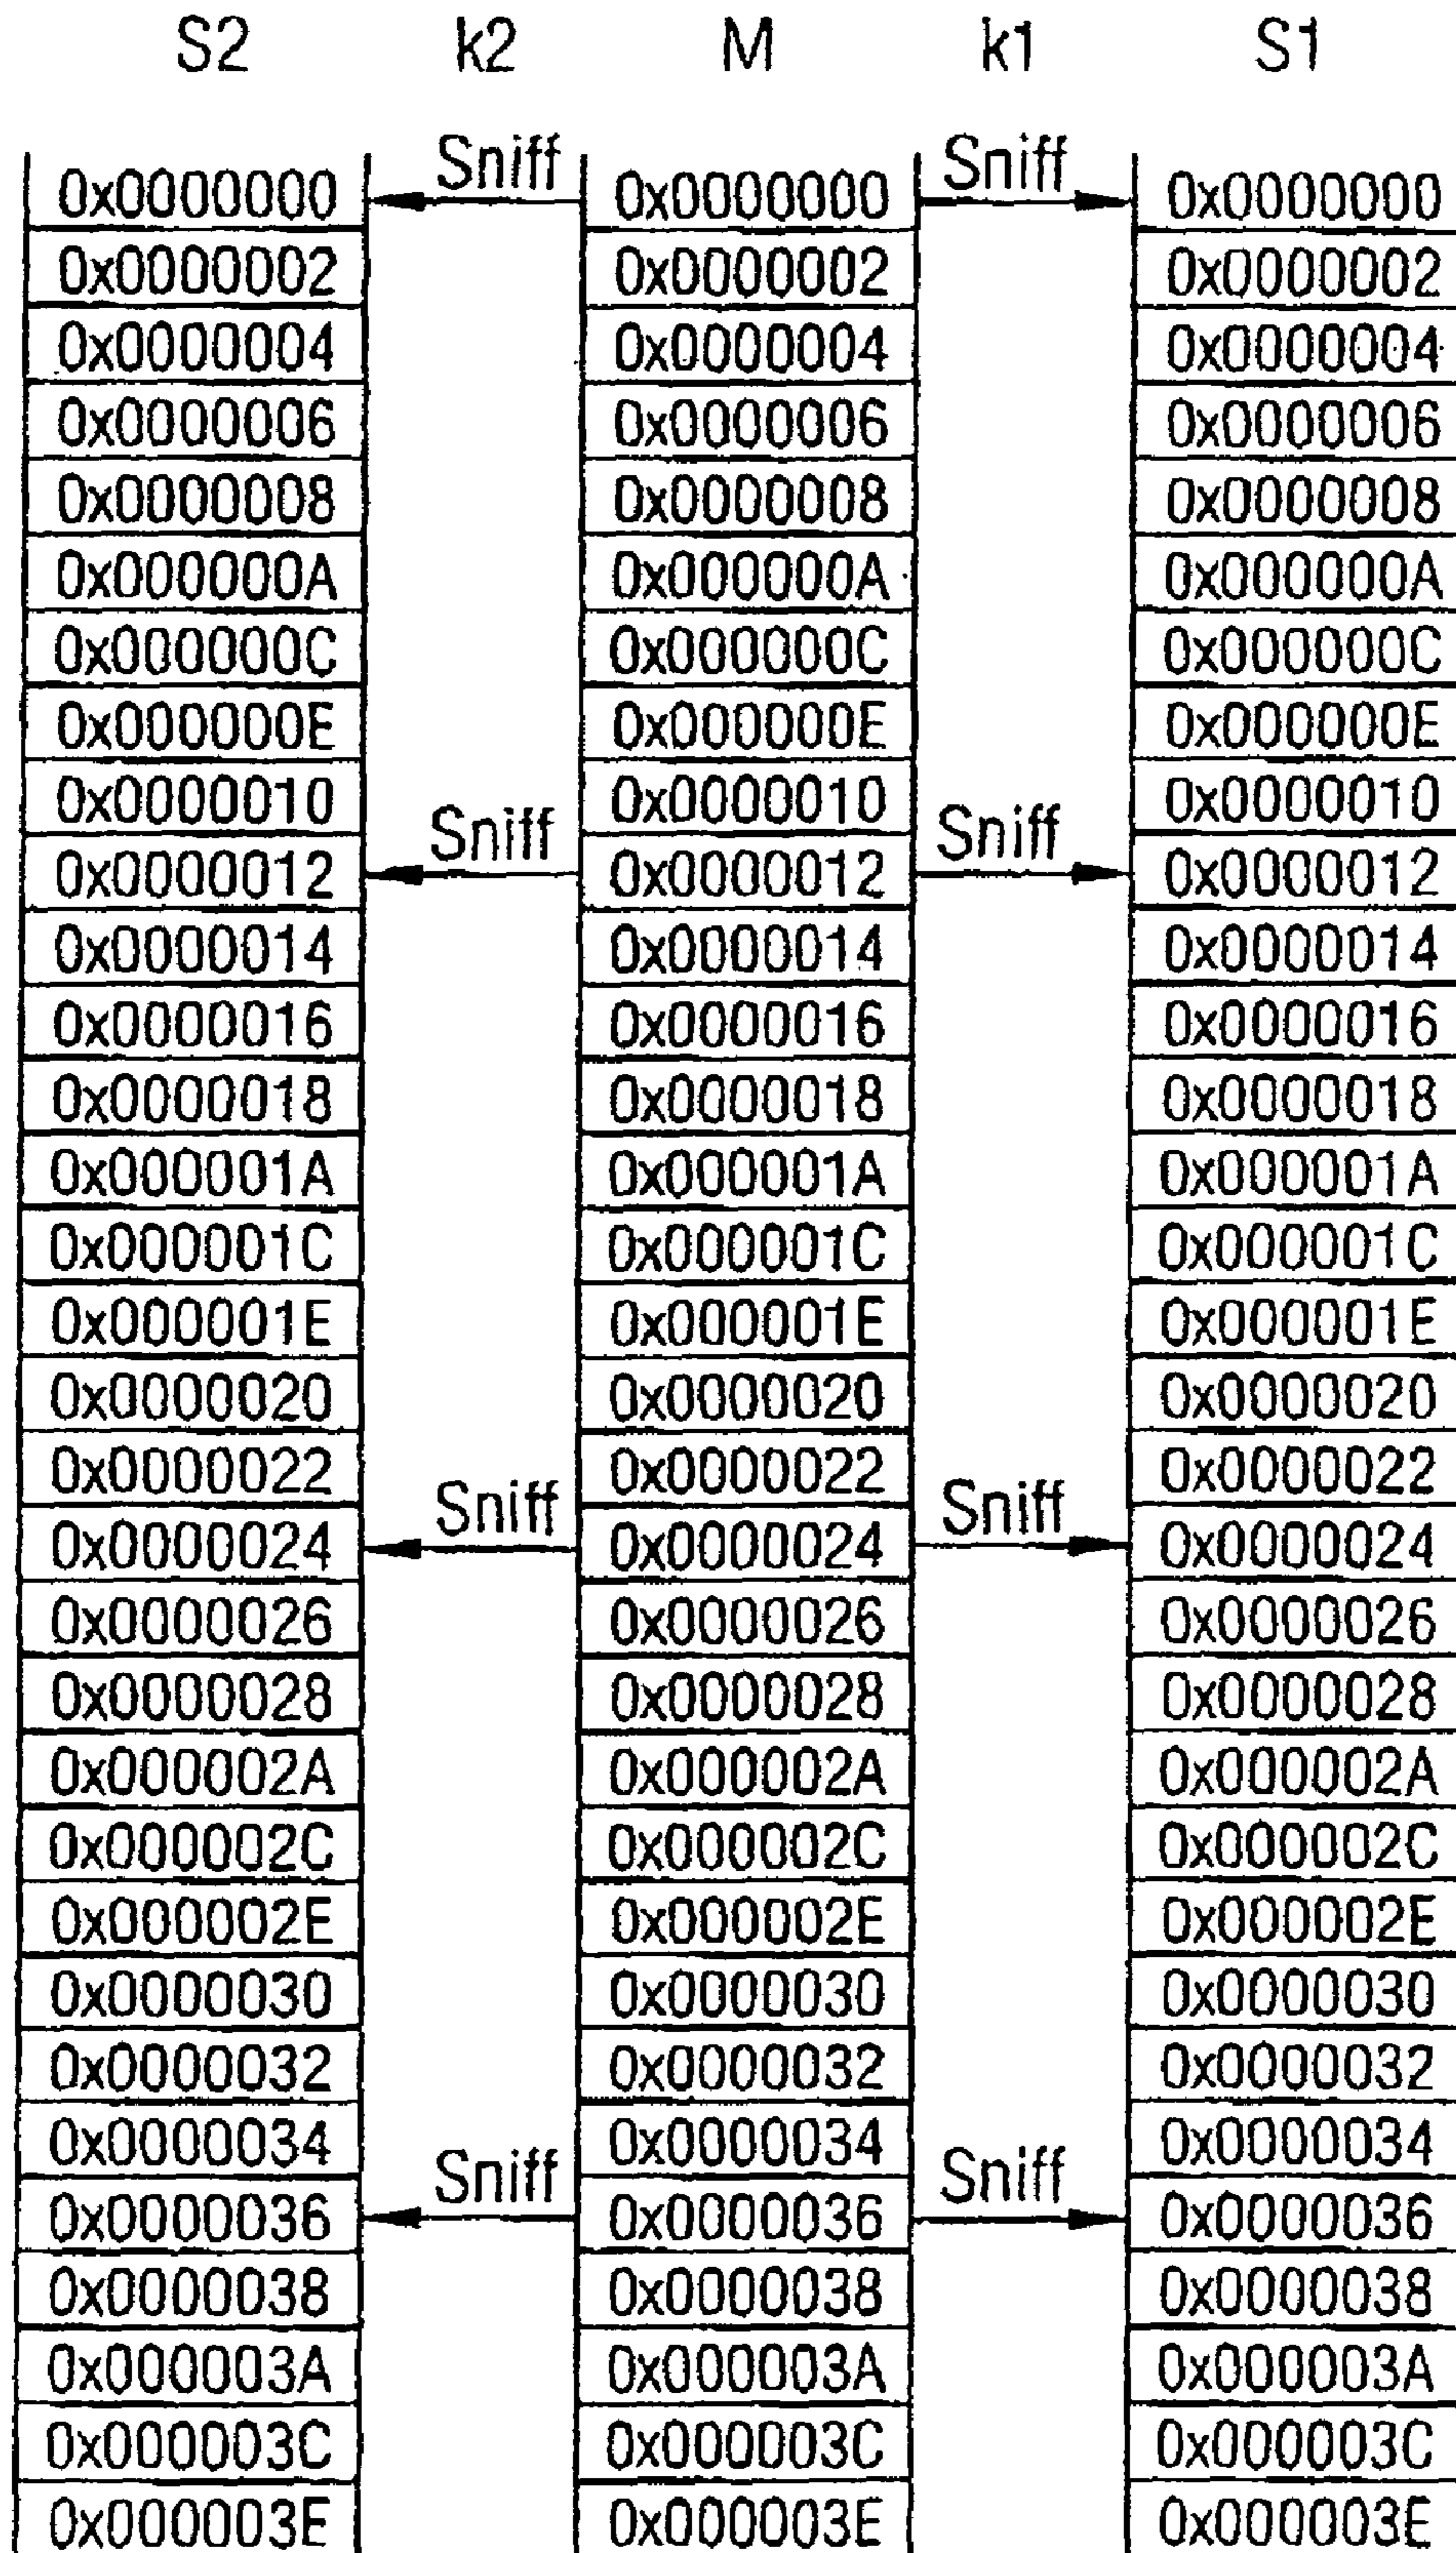 S2 k2 M k1 S1
Sniff Sniff
0x0000000 0x0000000 0x0000000
0x0000002 0x0000002 0x0000002
0x0000004 0x0000004 0x0000004
0x0000006 0x0000006 0x0000006
0x0000008 0x0000008 0x0000008
0x000000A 0x000000A 0x000000A
0x000000C 0x000000C 0x000000C
0x000000E 0x000000E 0x000000E
0x0000010 0x0000010 0x0000010
Sniff Sniff
0x0000012 0x0000012 0x0000012
0x0000014 0x0000014 0x0000014
0x0000016 0x0000016 0x0000016
0x0000018 0x0000018 0x0000018
0x000001A 0x000001A 0x000001A
0x000001C 0x000001C 0x000001C
0x000001E 0x000001E 0x000001E
0x0000020 0x0000020 0x0000020
0x0000022 0x0000022 0x0000022
Sniff Sniff
0x0000024 0x0000024 0x0000024
0x0000026 0x0000026 0x0000026
0x0000028 0x0000028 0x0000028
0x000002A 0x000002A 0x000002A
0x000002C 0x000002C 0x000002C
0x000002E 0x000002E 0x000002E
0x0000030 0x0000030 0x0000030
0x0000032 0x0000032 0x0000032
0x0000034 0x0000034 0x0000034
Sniff Sniff
0x0000036 0x0000036 0x0000036
0x0000038 0x0000038 0x0000038
0x000003A 0x000003A 0x000003A
0x000003C 0x000003C 0x000003C
0x000003E 0x000003E 0x000003E